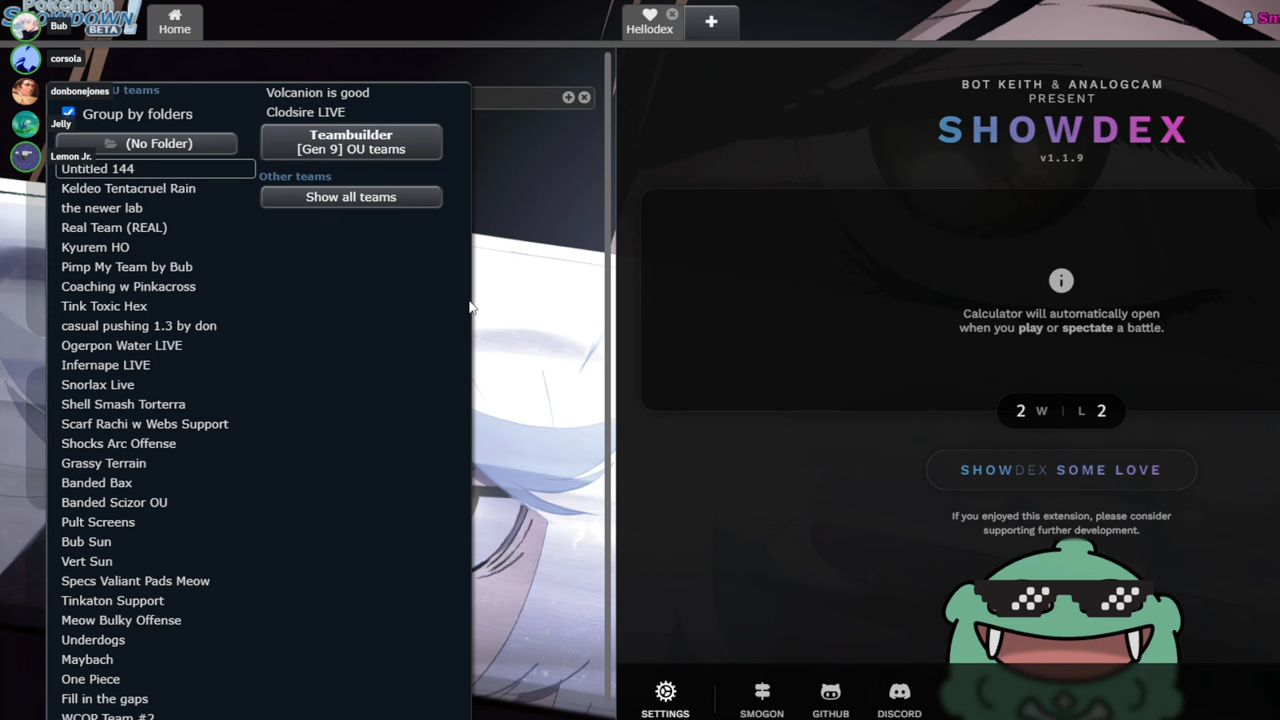 Pokémon
SHOWDOWN
BETA
Bub
Home
Hellodex
corsola
donbonejones
U teams
Group by folders
Jelly
(No Folder)
Lemon Jr.
Untitled 144
Keldeo Tentacruel Rain
the newer lab
Real Team (REAL)
Kyurem HO
Pimp My Team by Bub
Coaching w Pinkacross
Tink Toxic Hex
casual pushing 1.3 by don
Ogerpon Water LIVE
Infernape LIVE
Snorlax Live
Shell Smash Torterra
Scarf Rachi w Webs Support
Shocks Arc Offense
Grassy Terrain
Banded Bax
Banded Scizor OU
Pult Screens
Bub Sun
Vert Sun
Specs Valiant Pads Meow
Tinkaton Support
Meow Bulky Offense
Underdogs
Maybach
One Piece
Fill in the gaps
WCOP Team #2
Volcanion is good
Clodsire LIVE
Teambuilder
[Gen 9] OU teams
Other teams
Show all teams
BOT KEITH & ANALOGCAM
PRESENT
SHOWDEX
v1.1.9
Calculator will automatically open
when you play or spectate a battle.
2 W | L 2
SHOWDEX SOME LOVE
If you enjoyed this extension, please consider
supporting further development.
SETTINGS
SMOGON
GITHUB
DISCORD